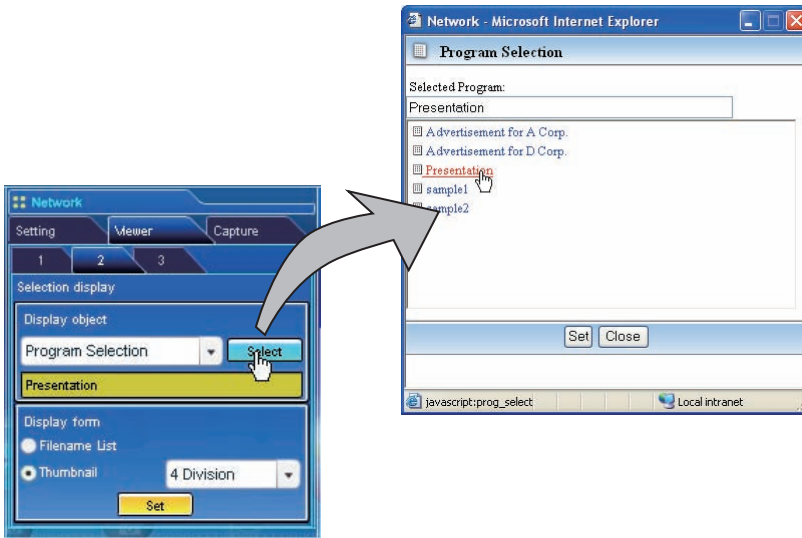 Network
Setting Viewer Capture
1 2 3
Selection display
Display object
Program Selection Select
Presentation
Display form
Filename List
Thumbnail 4 Division
Set
Network - Microsoft Internet Explorer
Program Selection
Selected Program:
Presentation
Advertisement for A Corp.
Advertisement for D Corp.
Presentation
sample1
sample2
Set Close
javascript:prog_select Local intranet